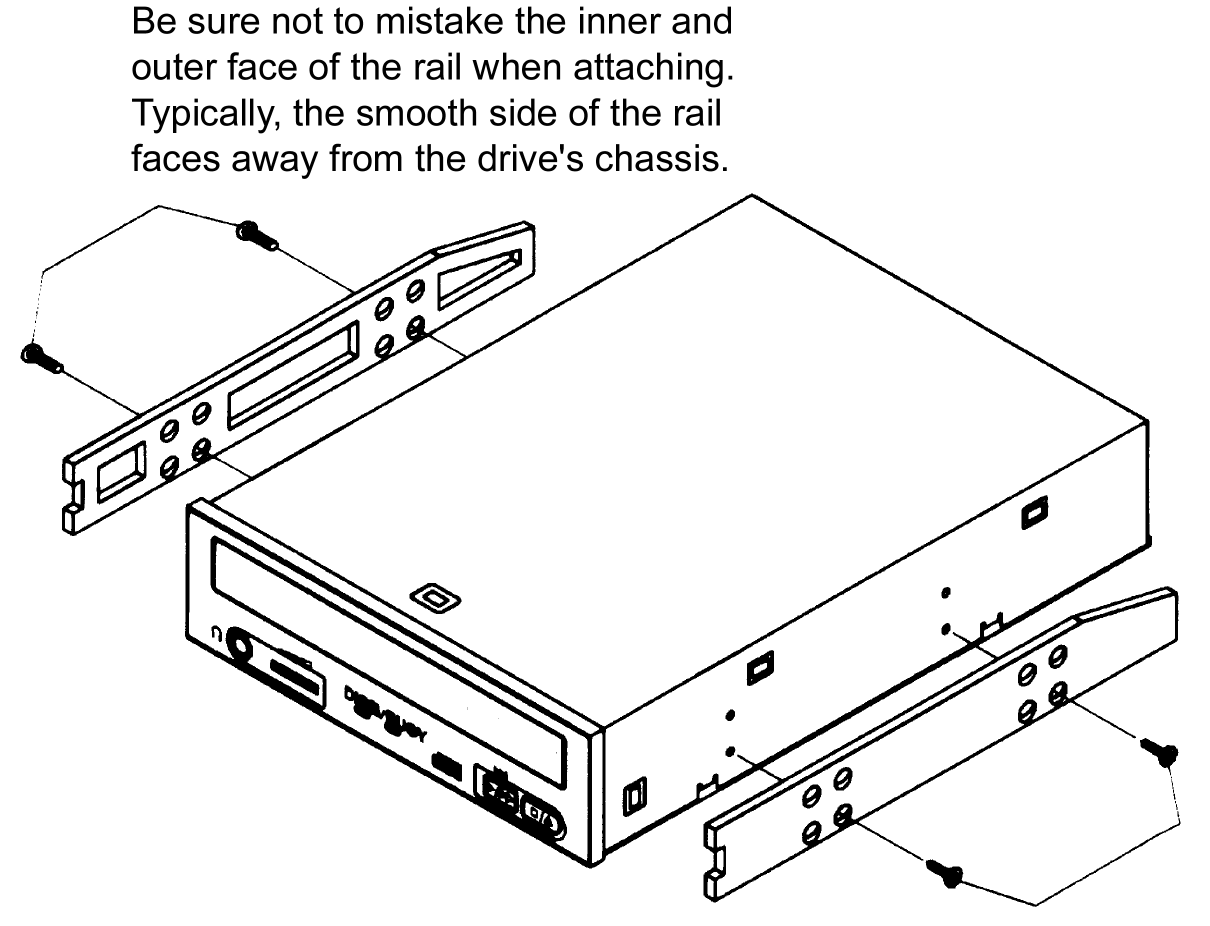 Be sure not to mistake the inner and
outer face of the rail when attaching.
Typically, the smooth side of the rail
faces away from the drive's chassis.